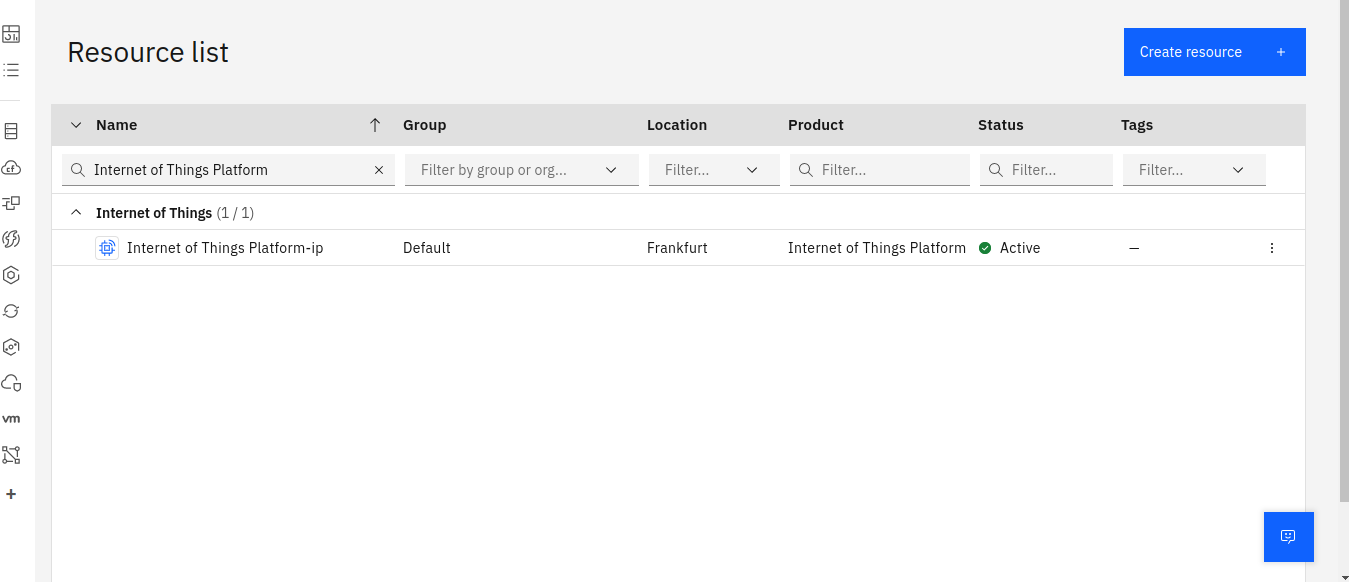 Resource list
Create resource +
Name Group Location Product Status Tags
Internet of Things Platform Filter by group or org... Filter... Filter... Filter... Filter...
Internet of Things (1 / 1)
Internet of Things Platform-ip Default Frankfurt Internet of Things Platform Active —
cf
vm
+